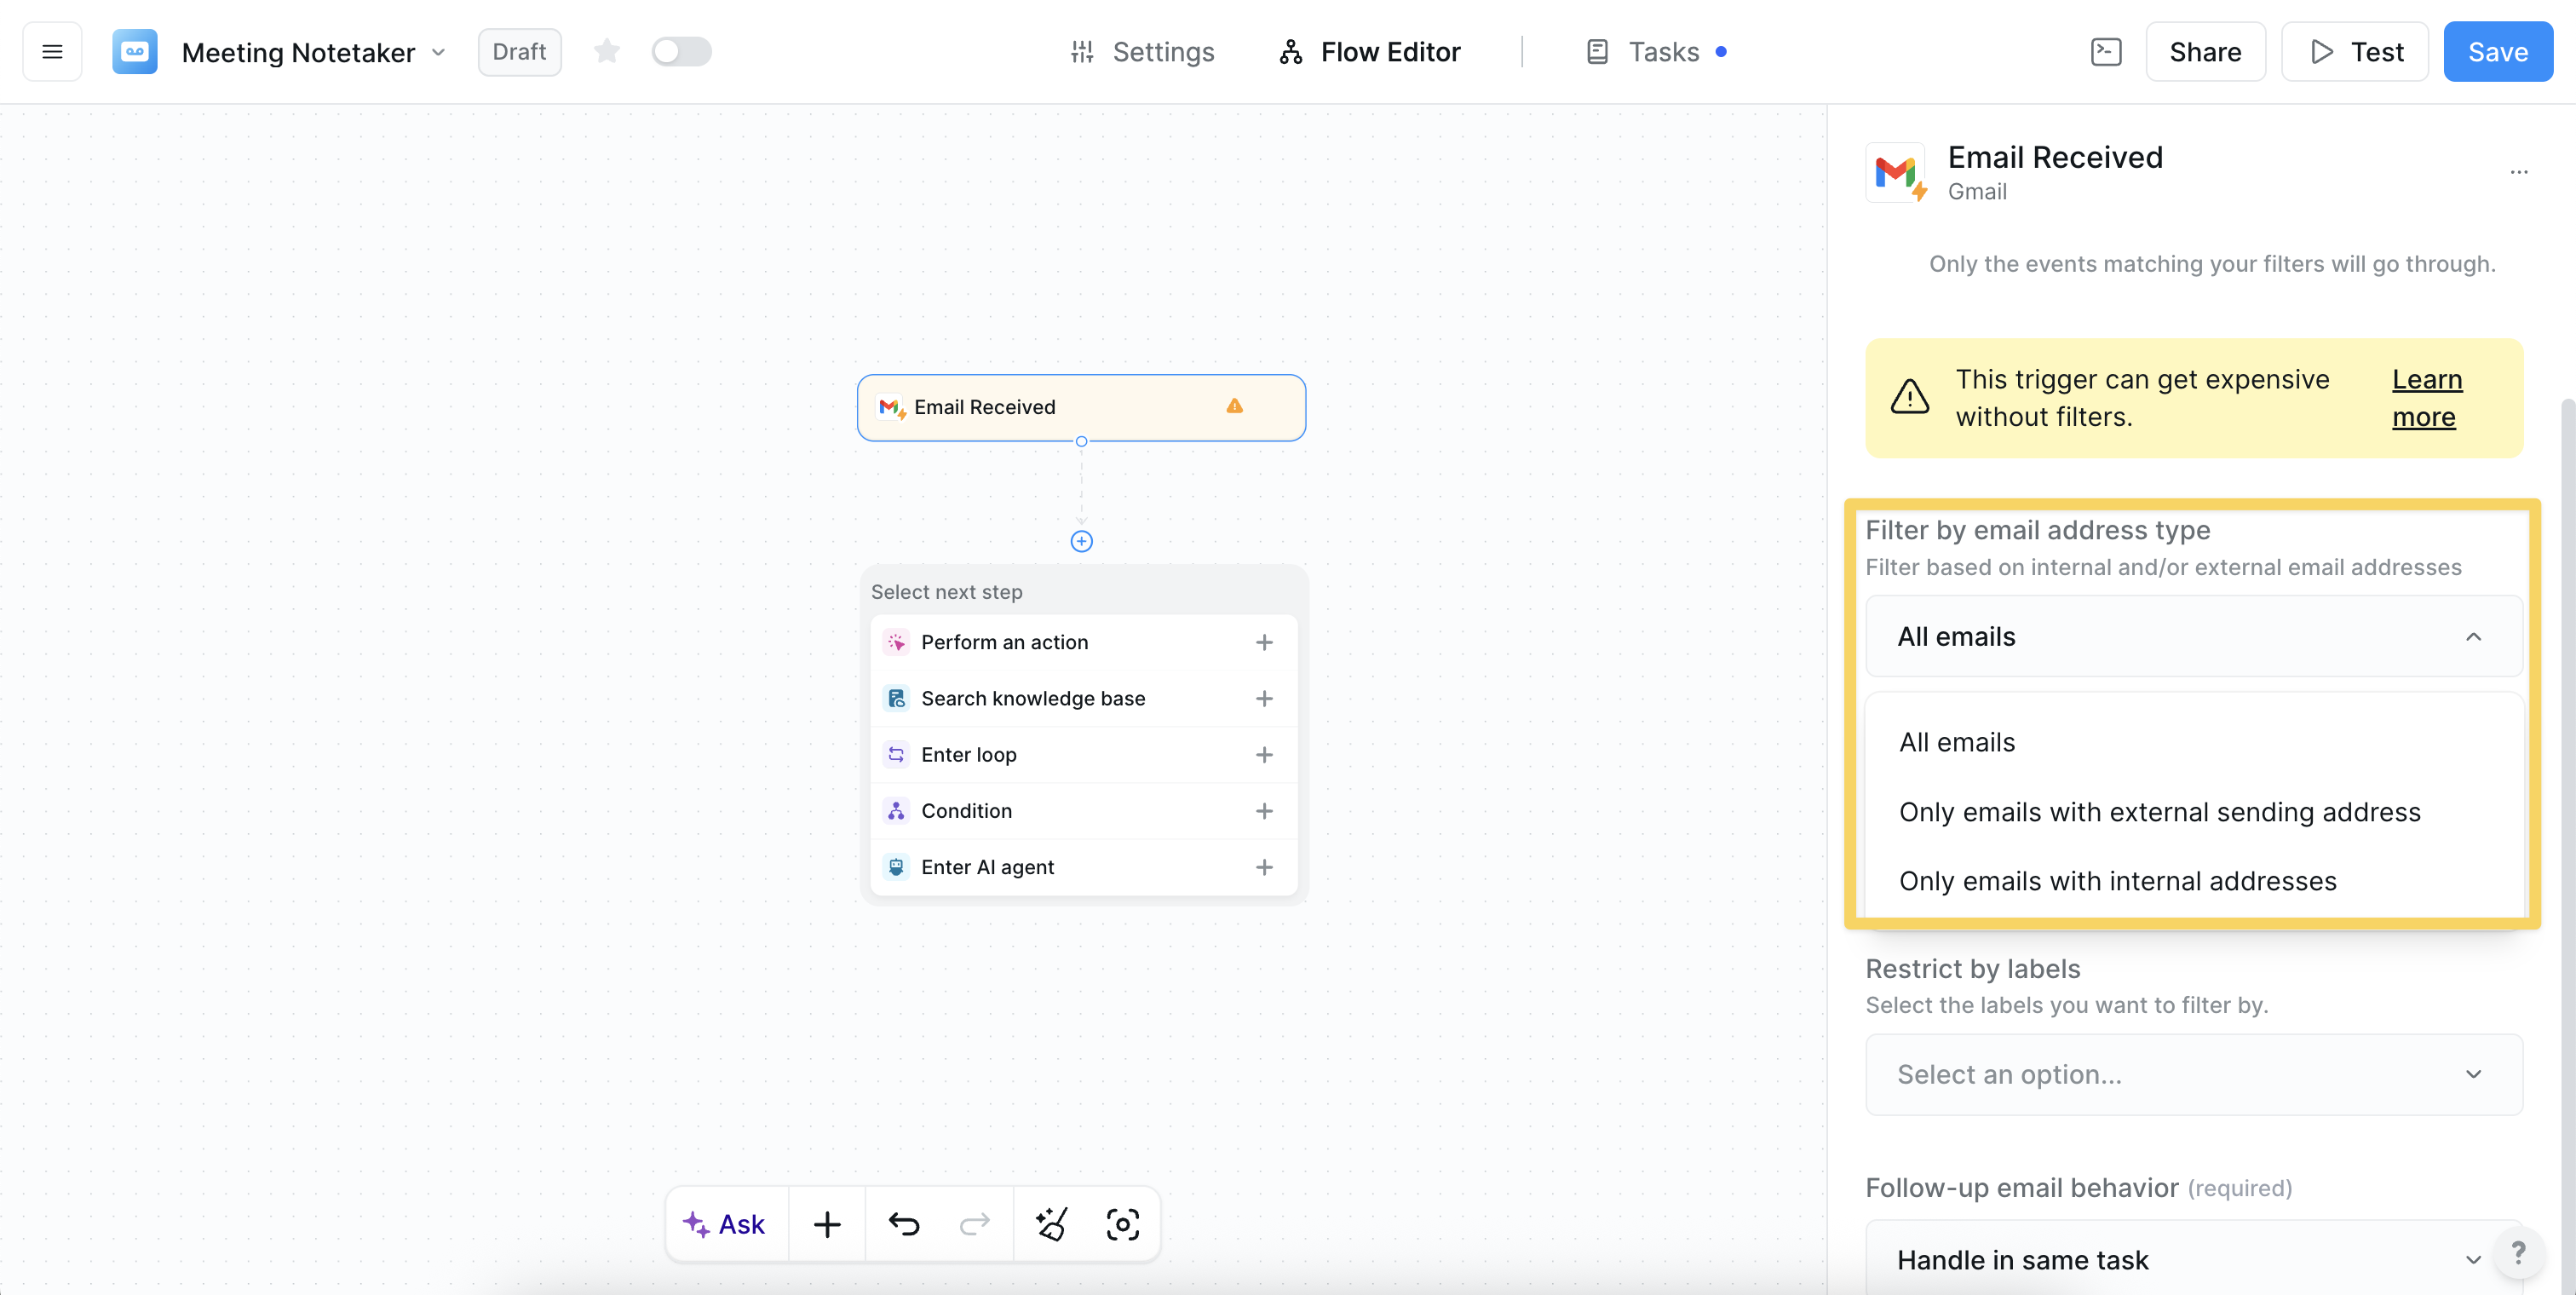 Meeting Notetaker
Draft
Settings
Flow Editor
Tasks
Share
Test
Save
Email Received
Select next step
Perform an action
Search knowledge base
Enter loop
Condition
Enter AI agent
Ask
Email Received
Gmail
Only the events matching your filters will go through.
This trigger can get expensive
without filters.
Learn
more
Filter by email address type
Filter based on internal and/or external email addresses
All emails
All emails
Only emails with external sending address
Only emails with internal addresses
Restrict by labels
Select the labels you want to filter by.
Select an option...
Follow-up email behavior (required)
Handle in same task
?